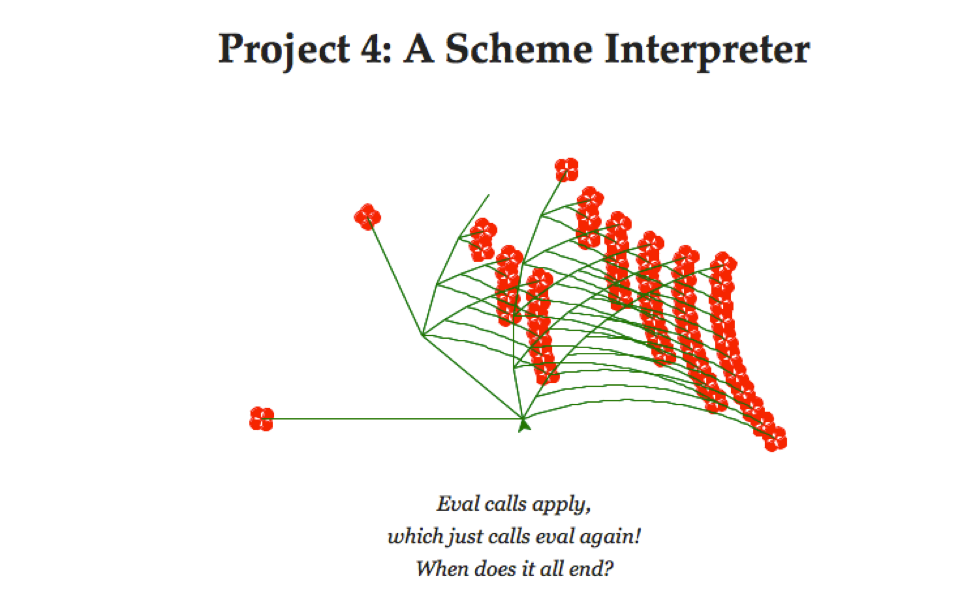 Project 4: A Scheme Interpreter
Eval calls apply,
which just calls eval again!
When does it all end?